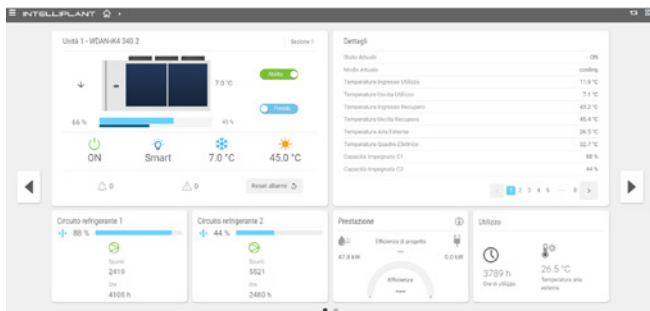 INTELLIPLANT
Unità 1 - WDAN-iK4 340.2
Sezione 1
7.0 °C
Abilita
Freddo
66 %
45 %
ON
Smart
7.0 °C
45.0 °C
0
0
Reset allarmi
Dettagli
Stato Attuale ON
Modo Attuale cooling
Temperatura Ingresso Utilizzo 11.9 °C
Temperatura Uscita Utilizzo 7.1 °C
Temperatura Ingresso Recupero 43.2 °C
Temperatura Uscita Recupero 45.4 °C
Temperatura Aria Esterna 26.5 °C
Temperatura Quadro Elettrico 32.7 °C
Capacità Impegnata C1 88 %
Capacità Impegnata C2 44 %
< 1 2 3 4 5 ··· 8 >
Circuito refrigerante 1
88 %
Spunti
2419
Ore
4108 h
Circuito refrigerante 2
44 %
Spunti
5521
Ore
2460 h
Prestazione
Efficienza di progetto
---
47.8 kW
0.0 kW
Efficienza
----
Utilizzo
3789 h
Ore di utilizzo
26.5 °C
Temperatura aria
esterna